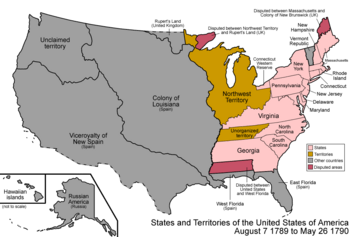 Unclaimed
territory
Rupert's Land
(United Kingdom)
Disputed between Northwest Territory
and Rupert's Land (UK)
Disputed between Massachusetts and
Colony of New Brunswick (UK)
New
Hampshire
Vermont
Republic
Connecticut
Western
Reserve
Massachusetts
New
York
Rhode
Island
Connecticut
New Jersey
Delaware
Maryland
Pennsylvania
Northwest
Territory
Colony of
Louisiana
(Spain)
Virginia
Unorganized
territory
North
Carolina
South
Carolina
Georgia
Viceroyalty of
New Spain
(Spain)
Disputed between
United States
and West Florida
(Spain)
East Florida
(Spain)
West Florida
(Spain)
States
Territories
Other countries
Disputed areas
Hawaiian
islands
(not to scale)
Russian
America
(Russia)
States and Territories of the United States of America
August 7 1789 to May 26 1790